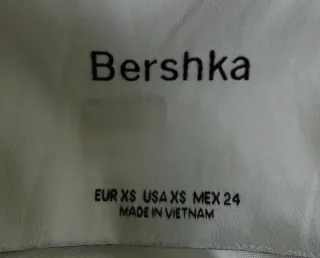 Bershka
EUR XS USA XS MEX 24
MADE IN VIETNAM